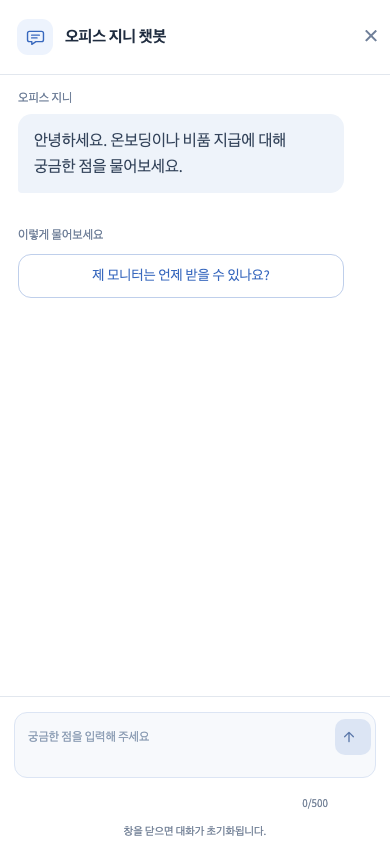 오피스 지니 챗봇
오피스 지니
안녕하세요. 온보딩이나 비품 지급에 대해
궁금한 점을 물어보세요.
이렇게 물어보세요
제 모니터는 언제 받을 수 있나요?
궁금한 점을 입력해 주세요
0/500
창을 닫으면 대화가 초기화됩니다.